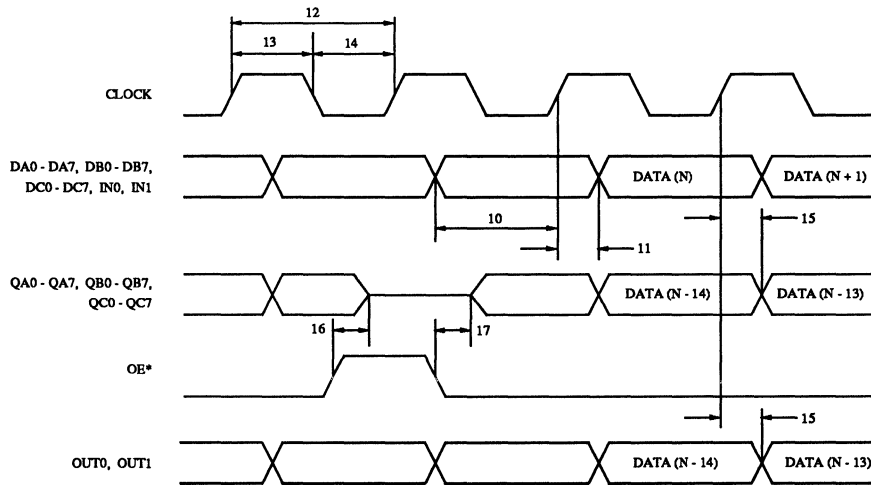 12
13
14
CLOCK
DA0 - DA7, DB0 - DB7,
DC0 - DC7, IN0, IN1
DATA (N)
DATA (N + 1)
10
11
15
QA0 - QA7, QB0 - QB7,
QC0 - QC7
DATA (N - 14)
DATA (N - 13)
16
17
OE*
15
OUT0, OUT1
DATA (N - 14)
DATA (N - 13)